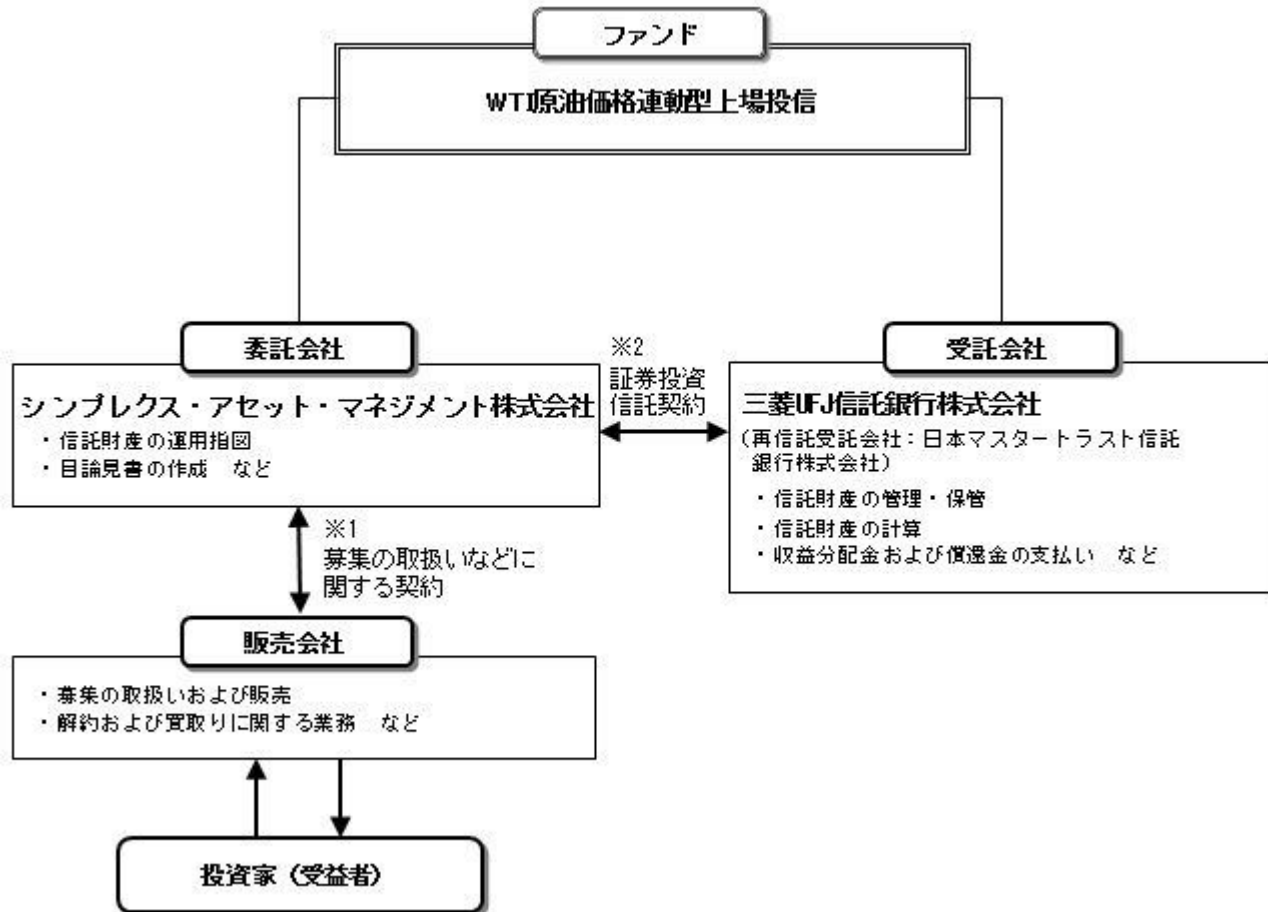 ファンド
WTI原油価格連動型上場投信
委託会社
シンプレクス・アセット・マネジメント株式会社
・信託財産の運用指図
・目論見書の作成 など
※2
証券投資
信託契約
受託会社
三菱UFJ信託銀行株式会社
(再信託受託会社:日本マスタートラスト信託
銀行株式会社)
・信託財産の管理・保管
・信託財産の計算
・収益分配金および償還金の支払い など
※1
募集の取扱いなどに
関する契約
販売会社
・募集の取扱いおよび販売
・解約および買取りに関する業務 など
投資家(受益者)